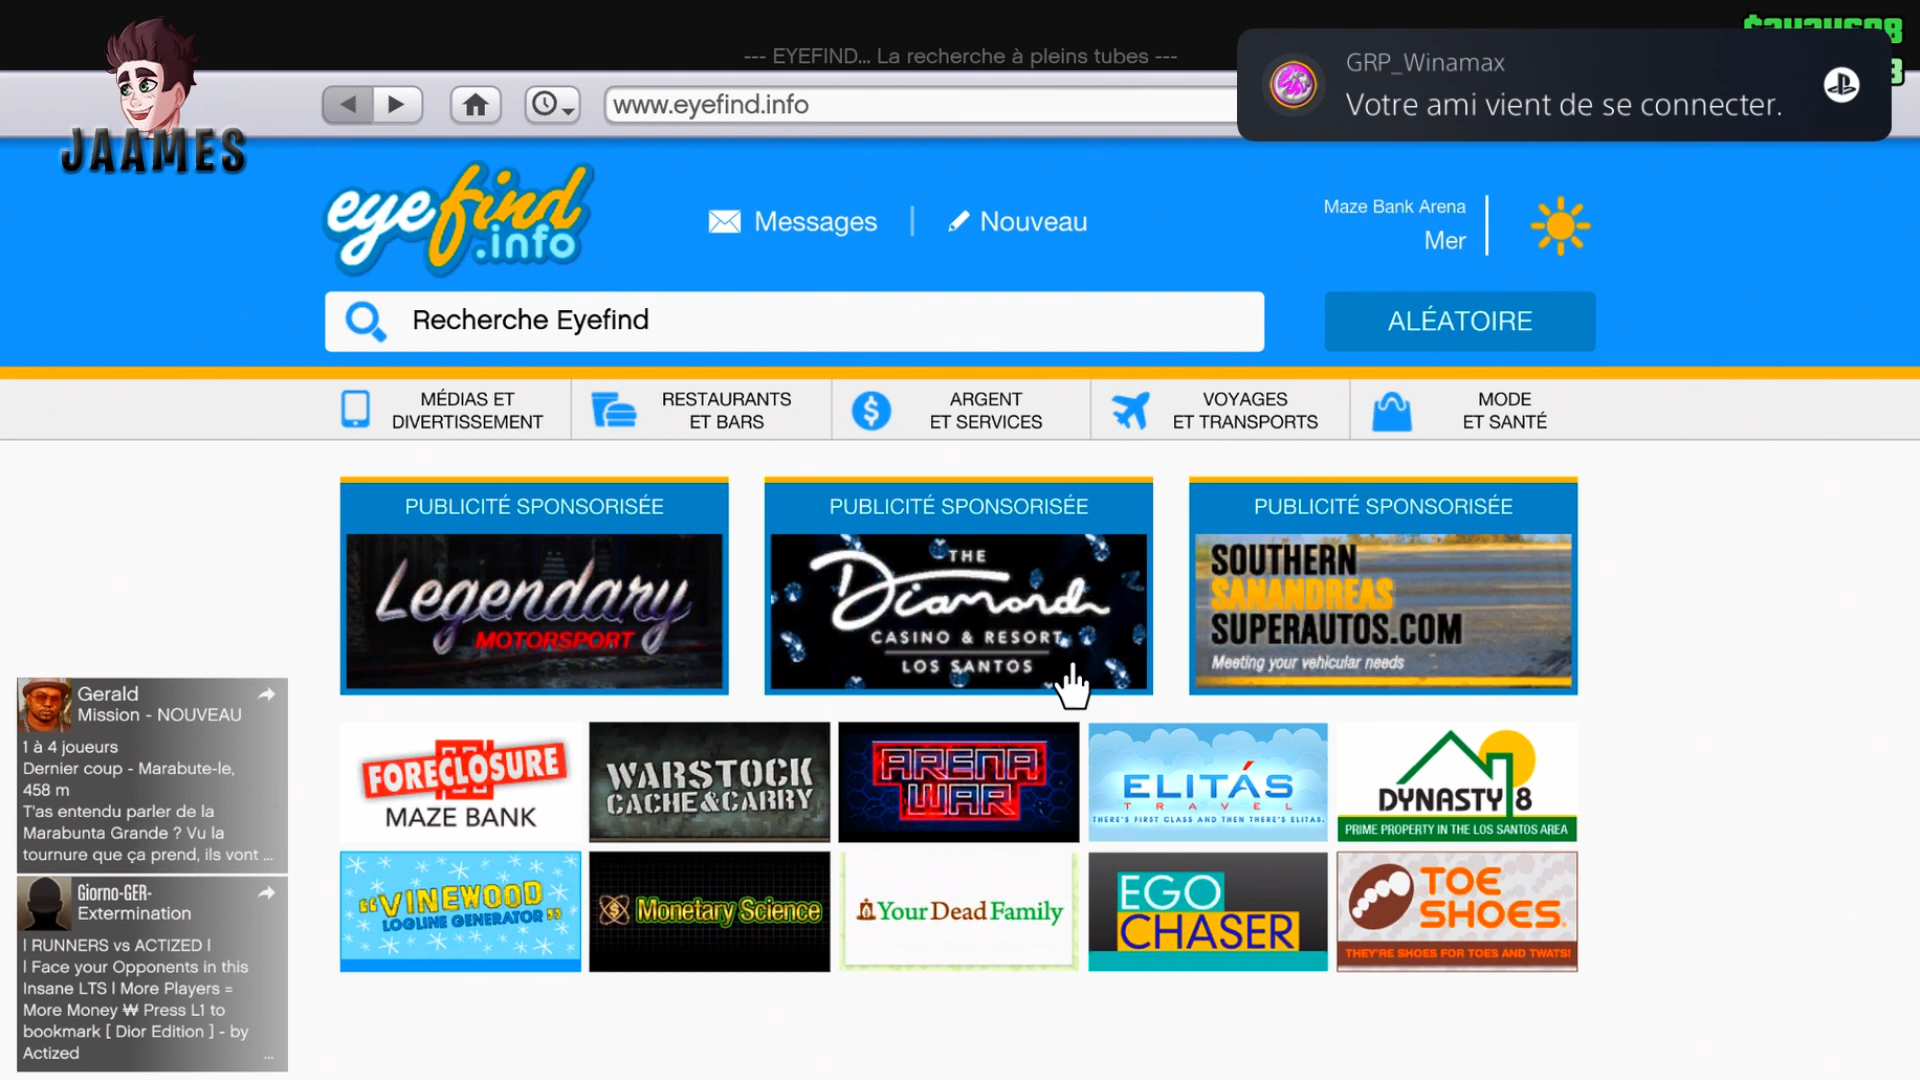 --- EYEFIND... La recherche à pleins tubes ---
GRP_Winamax
Votre ami vient de se connecter.
www.eyefind.info
JAAMES
eyefind
.info
Messages
Nouveau
Maze Bank Arena
Mer
Recherche Eyefind
ALÉATOIRE
MÉDIAS ET
DIVERTISSEMENT
RESTAURANTS
ET BARS
ARGENT
ET SERVICES
VOYAGES
ET TRANSPORTS
MODE
ET SANTÉ
PUBLICITÉ SPONSORISÉE
Legendary
MOTORSPORT
PUBLICITÉ SPONSORISÉE
THE
Diamond
CASINO & RESORT
LOS SANTOS
PUBLICITÉ SPONSORISÉE
SOUTHERN
SANANDREAS
SUPERAUTOS.COM
Meeting your vehicular needs
FORECLOSURE
MAZE BANK
WARSTOCK
CACHE&CARRY
ARENA
WAR
ELITÁS
TRAVEL
THERE'S FIRST CLASS AND THEN THERE'S ELITAS.
DYNASTY 8
PRIME PROPERTY IN THE LOS SANTOS AREA
"VINEWOOD
LOGLINE GENERATOR"
Monetary Science
YourDeadFamily
EGO
CHASER
TOE
SHOES.
THEY'RE SHOES FOR TOES AND TWATS!
Gerald
Mission - NOUVEAU
1 à 4 joueurs
Dernier coup - Marabute-le,
458 m
T'as entendu parler de la
Marabunta Grande ? Vu la
tournure que ça prend, ils vont ...
Giorno-GER-
Extermination
| RUNNERS vs ACTIZED |
| Face your Opponents in this
Insane LTS | More Players =
More Money ₩ Press L1 to
bookmark [ Dior Edition ] - by
Actized
...